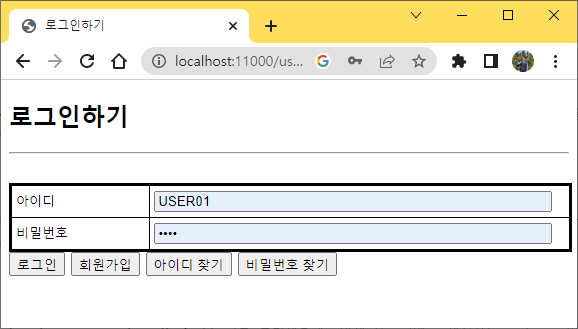 로그인하기
localhost:11000/us...
로그인하기
아이디 USER01
비밀번호 ••••
로그인 회원가입 아이디 찾기 비밀번호 찾기